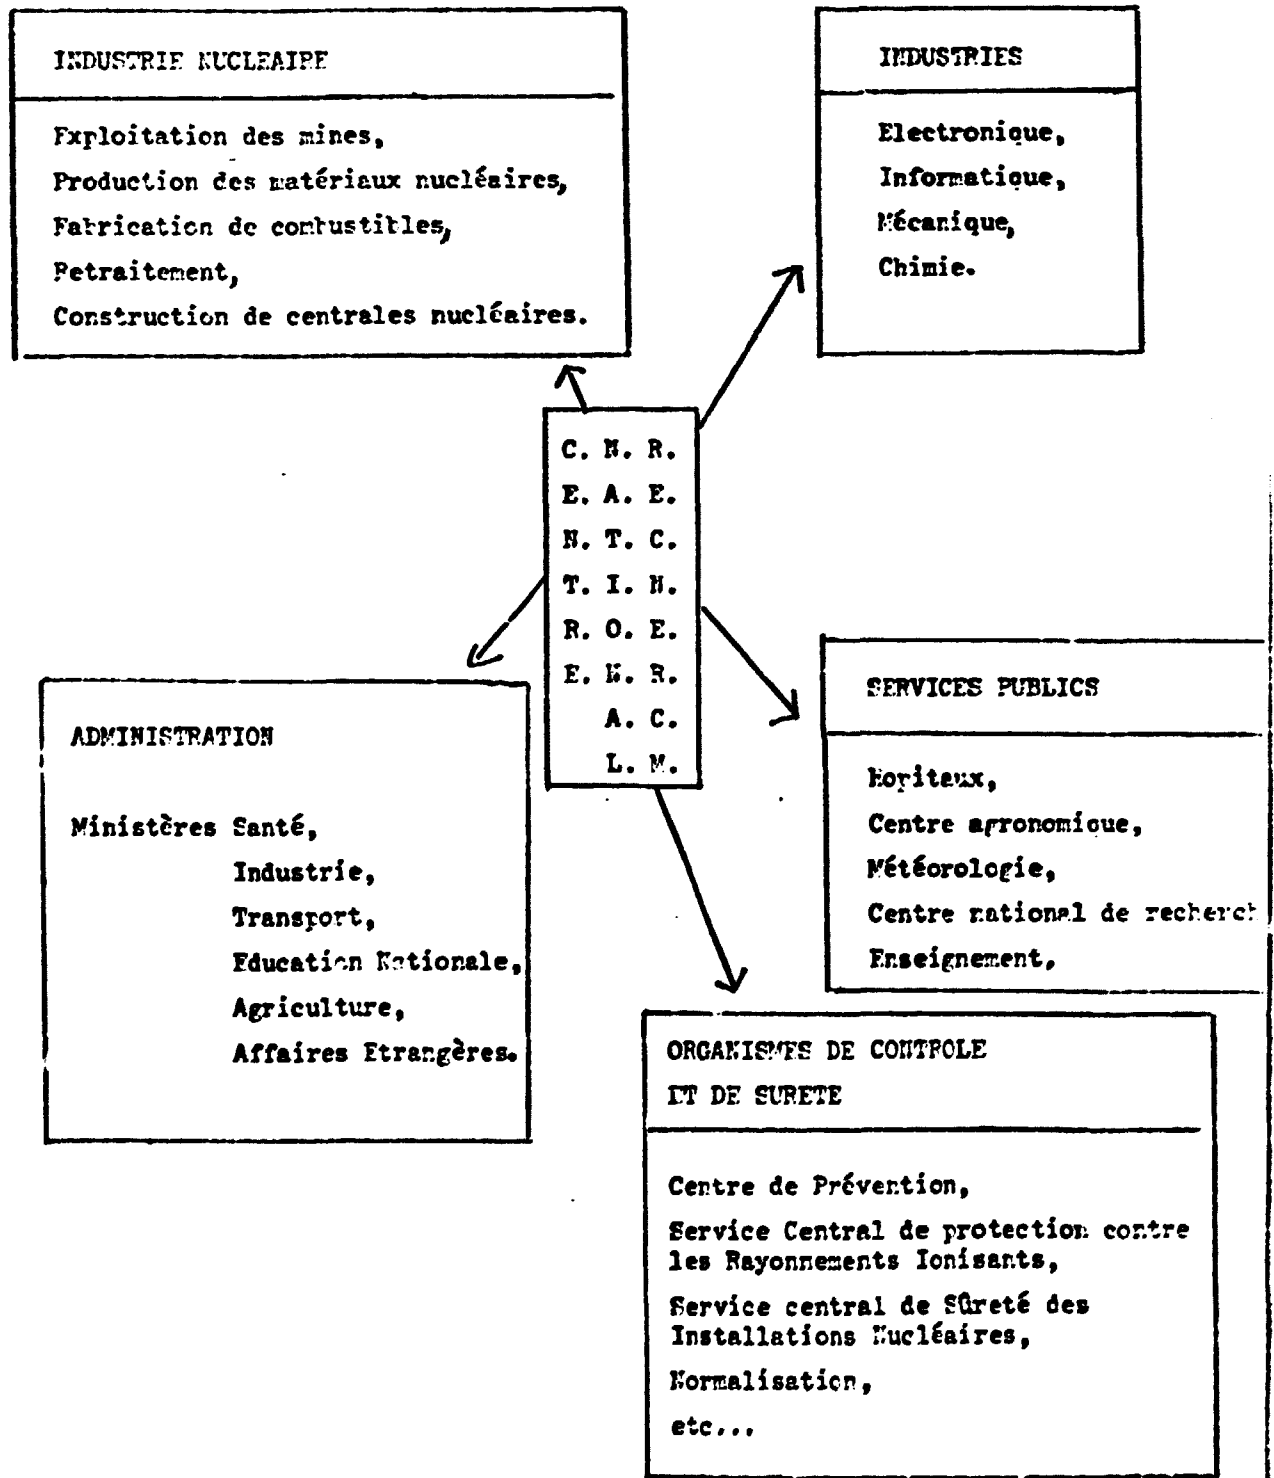 INDUSTRIE NUCLEAIRE
Exploitation des mines,
Production des matériaux nucléaires,
Fabrication de combustibles,
Retraitement,
Construction de centrales nucléaires.
INDUSTRIES
Electronique,
Informatique,
Mécanique,
Chimie.
C. N. R.
E. A. E.
N. T. C.
T. I. H.
R. O. E.
E. N. R.
A. C.
L. M.
ADMINISTRATION
Ministères Santé,
Industrie,
Transport,
Education Nationale,
Agriculture,
Affaires Etrangères.
SERVICES PUBLICS
Hopitaux,
Centre agronomique,
Météorologie,
Centre national de recherch
Enseignement,
ORGANISMES DE CONTROLE
ET DE SURETE
Centre de Prévention,
Service Central de protection contre
les Rayonnements Ionisants,
Service central de Sûreté des
Installations Nucléaires,
Normalisation,
etc...